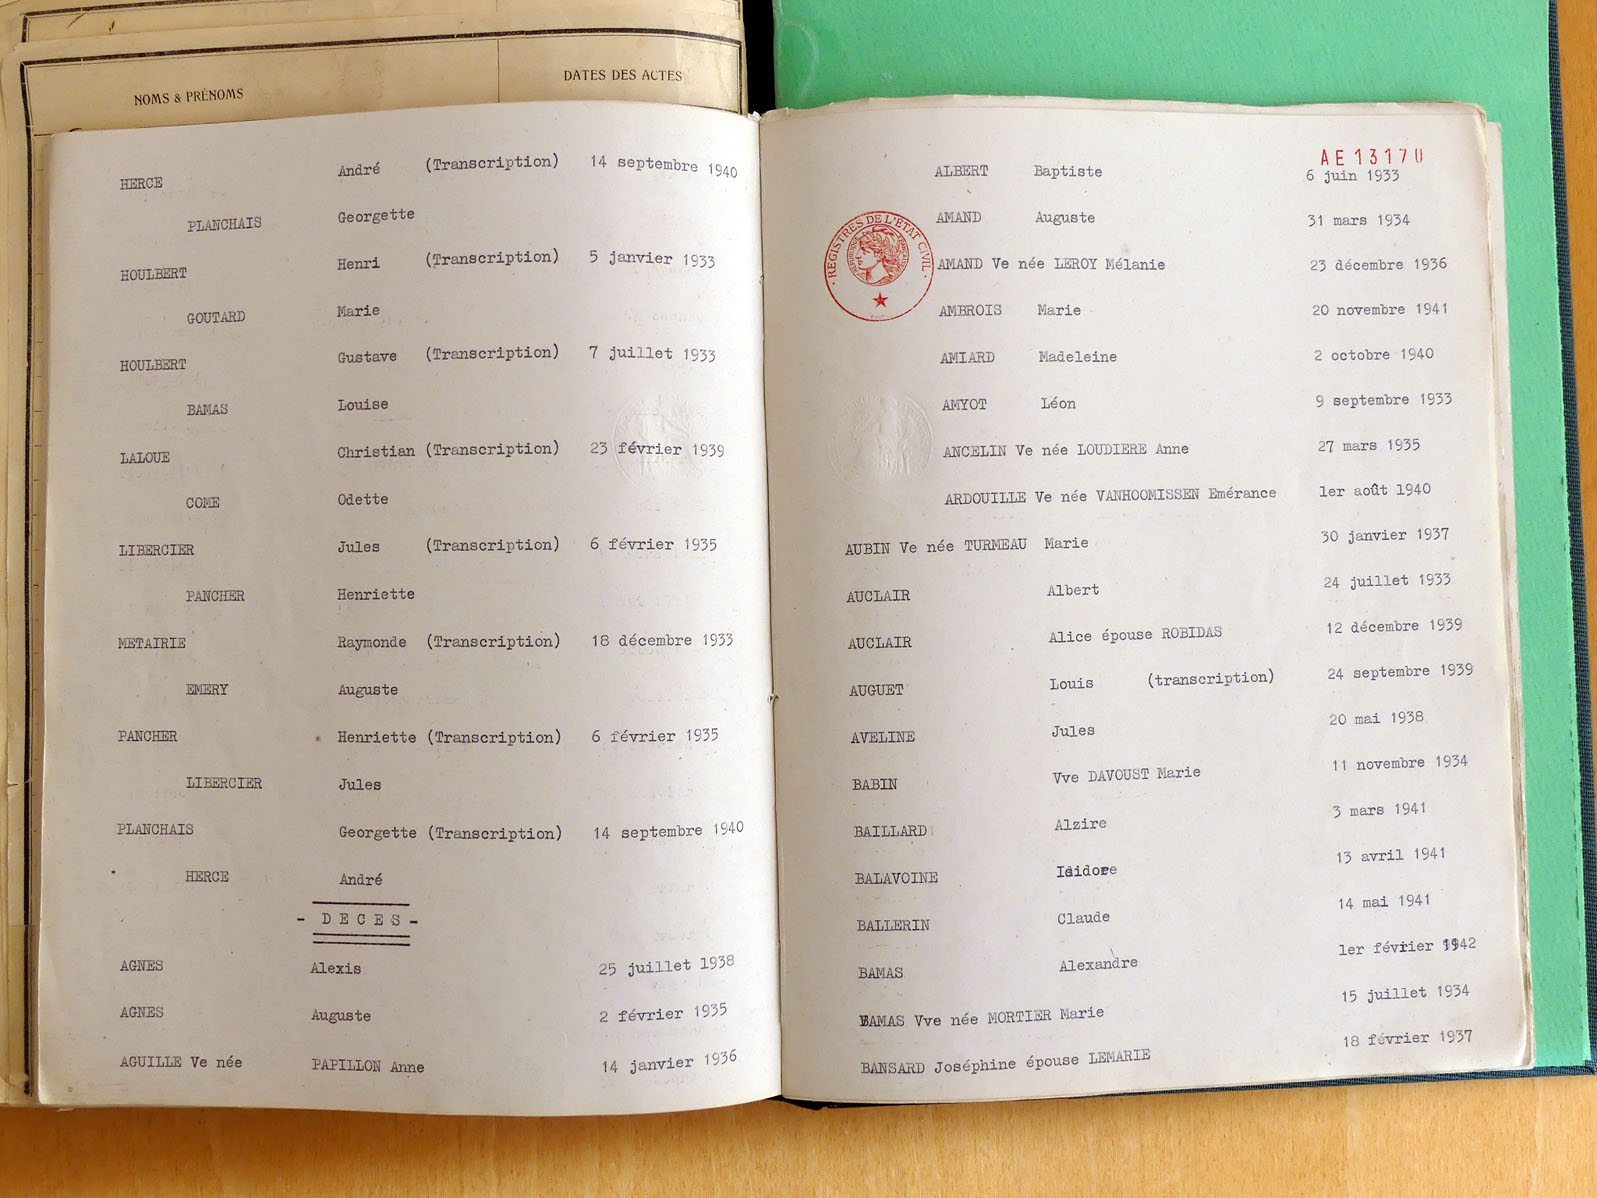 NOMS & PRÉNOMS
DATES DES ACTES
HERCE André (Transcription) 14 septembre 1940
PLANCHAIS Georgette
HOULBERT Henri (Transcription) 5 janvier 1933
GOUTARD Marie
HOULBERT Gustave (Transcription) 7 juillet 1933
BAMAS Louise
LALOUE Christian (Transcription) 23 février 1939
COME Odette
LIBERCIER Jules (Transcription) 6 février 1935
PANCHER Henriette
METAIRIE Raymonde (Transcription) 18 décembre 1933
EMERY Auguste
PANCHER Henriette (Transcription) 6 février 1935
LIBERCIER Jules
PLANCHAIS Georgette (Transcription) 14 septembre 1940
HERCE André
- D E C E S -
AGNES Alexis 25 juillet 1938
AGNES Auguste 2 février 1935
AGUILLE Ve née PAPILLON Anne 14 janvier 1936
AE13170
ALBERT Baptiste 6 juin 1933
AMAND Auguste 31 mars 1934
REGISTRES DE L'ETAT CIVIL
AMAND Ve née LEROY Mélanie 23 décembre 1936
AMBROIS Marie 20 novembre 1941
AMIARD Madeleine 2 octobre 1940
AMYOT Léon 9 septembre 1933
ANCELIN Ve née LOUDIERE Anne 27 mars 1935
ARDOUILLE Ve née VANHOOMISSEN Emérance 1er août 1940
AUBIN Ve née TURMEAU Marie 30 janvier 1937
AUCLAIR Albert 24 juillet 1933
AUCLAIR Alice épouse ROBIDAS 12 décembre 1939
AUGUET Louis (transcription) 24 septembre 1939
AVELINE Jules 20 mai 1938
BABIN Vve DAVOUST Marie 11 novembre 1934
BAILLARD Alzire 3 mars 1941
BALAVOINE Isidore 13 avril 1941
BALLERIN Claude 14 mai 1941
BAMAS Alexandre 1er février 1942
BAMAS Vve née MORTIER Marie 15 juillet 1934
BANSARD Joséphine épouse LEMARIE 18 février 1937